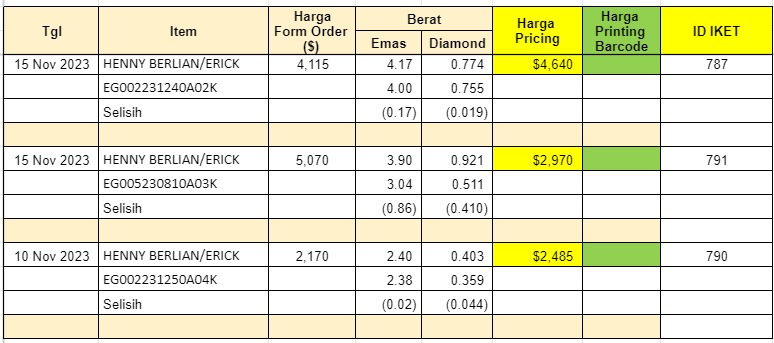 Tgl Item Harga Form Order ($) Berat Harga Pricing Harga Printing Barcode ID IKET
Emas Diamond
15 Nov 2023 HENNY BERLIAN/ERICK 4,115 4.17 0.774 $4,640 787
EG002231240A02K 4.00 0.755
Selisih (0.17) (0.019)
15 Nov 2023 HENNY BERLIAN/ERICK 5,070 3.90 0.921 $2,970 791
EG005230810A03K 3.04 0.511
Selisih (0.86) (0.410)
10 Nov 2023 HENNY BERLIAN/ERICK 2,170 2.40 0.403 $2,485 790
EG002231250A04K 2.38 0.359
Selisih (0.02) (0.044)